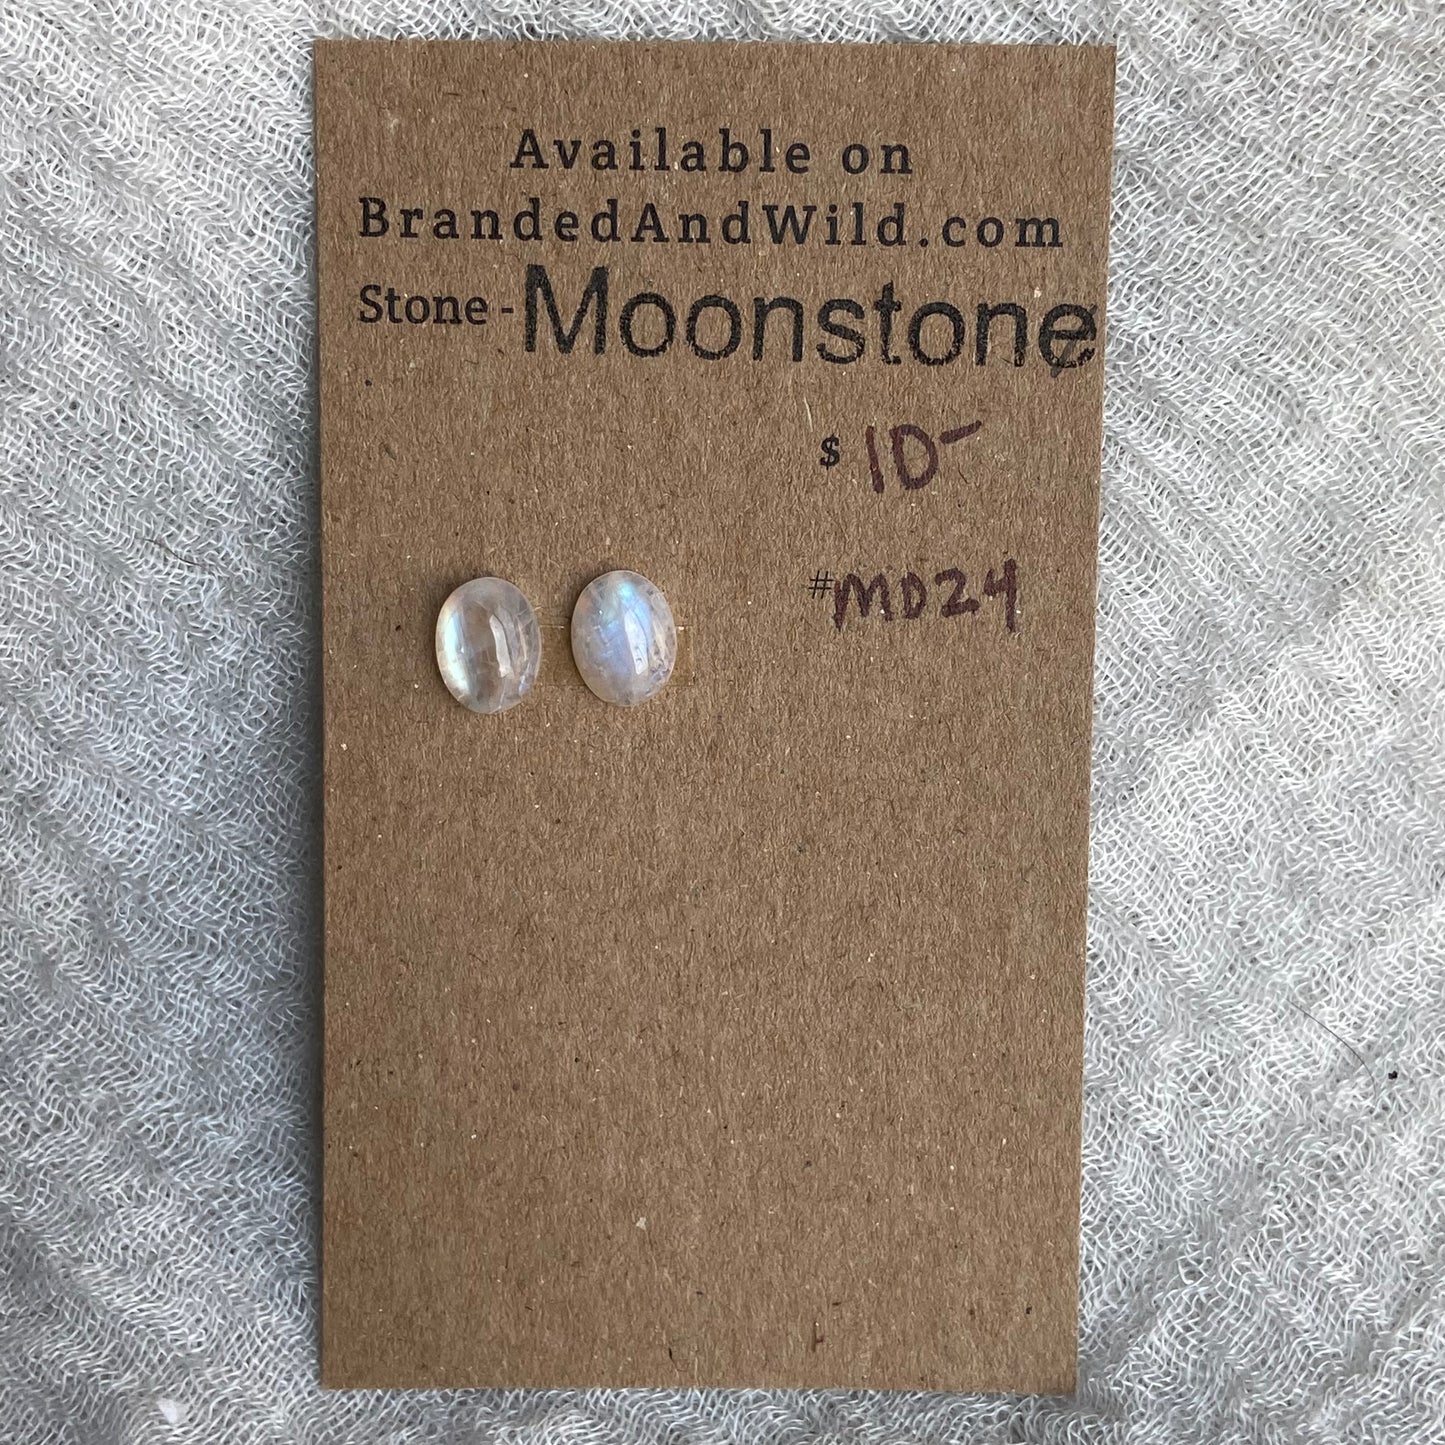 Available on
BrandedAndWild.com
Stone - Moonstone
$ 10-
#MD24